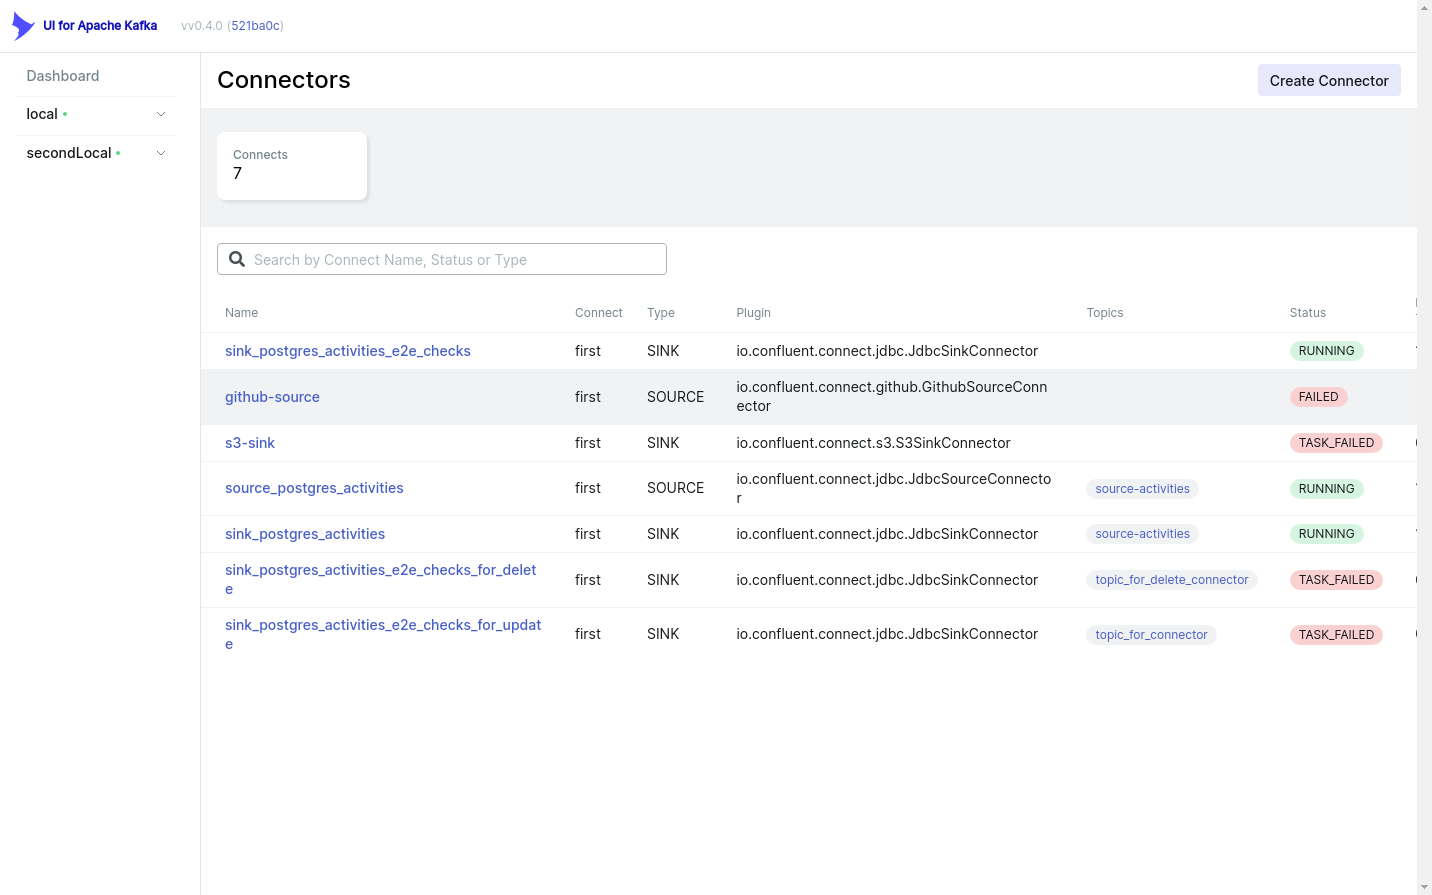 UI for Apache Kafka vv0.4.0 (521ba0c)
Dashboard
local
secondLocal
Connectors
Create Connector
Connects
7
Search by Connect Name, Status or Type
Name Connect Type Plugin Topics Status
sink_postgres_activities_e2e_checks first SINK io.confluent.connect.jdbc.JdbcSinkConnector RUNNING
github-source first SOURCE io.confluent.connect.github.GithubSourceConn
ector FAILED
s3-sink first SINK io.confluent.connect.s3.S3SinkConnector TASK_FAILED
source_postgres_activities first SOURCE io.confluent.connect.jdbc.JdbcSourceConnecto
r source-activities RUNNING
sink_postgres_activities first SINK io.confluent.connect.jdbc.JdbcSinkConnector source-activities RUNNING
sink_postgres_activities_e2e_checks_for_delet
e first SINK io.confluent.connect.jdbc.JdbcSinkConnector topic_for_delete_connector TASK_FAILED
sink_postgres_activities_e2e_checks_for_updat
e first SINK io.confluent.connect.jdbc.JdbcSinkConnector topic_for_connector TASK_FAILED